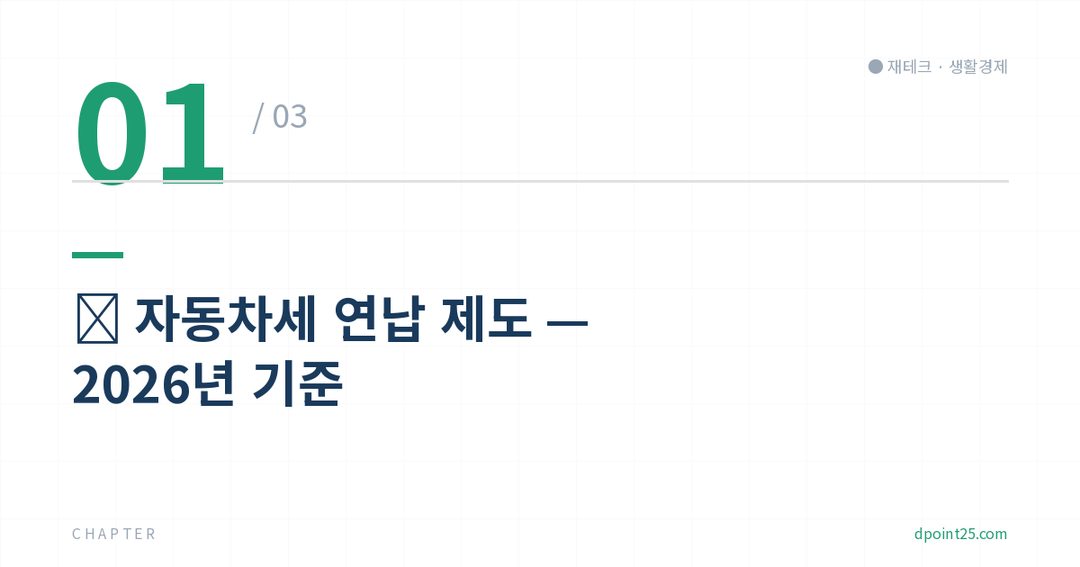 01 / 03
● 재테크 · 생활경제
자동차세 연납 제도 —
2026년 기준
CHAPTER
dpoint25.com